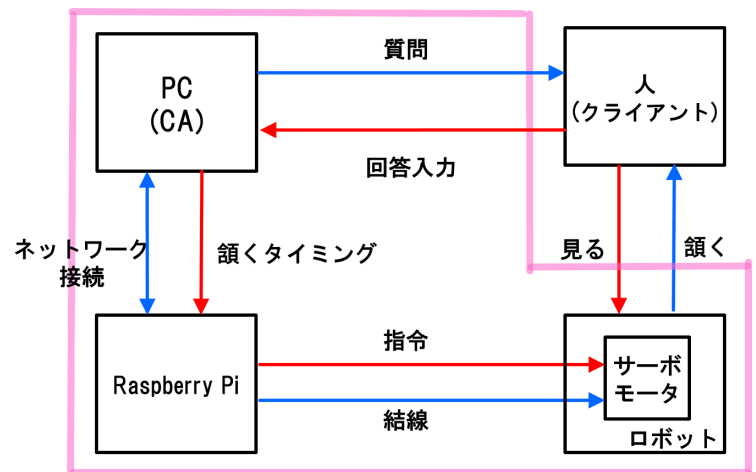 質問
PC
(CA)
人
(クライアント)
回答入力
ネットワーク
接続
頷くタイミング
見る
頷く
指令
Raspberry Pi
サーボ
モータ
結線
ロボット